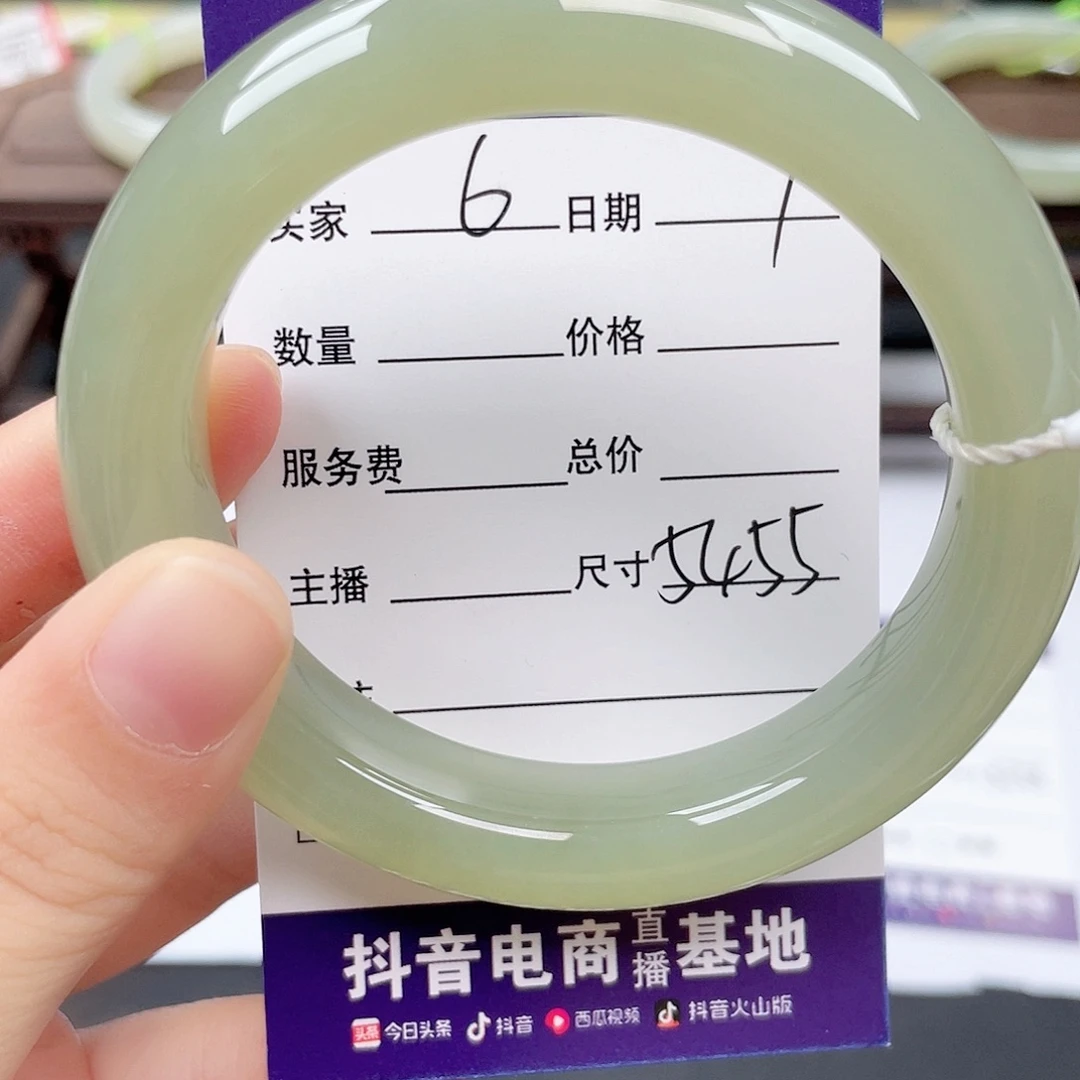 买家 6 日期 1
数量 价格
服务费 总价
主播 尺寸 5455
抖音电商直播基地
今日头条 抖音 西瓜视频 抖音火山版